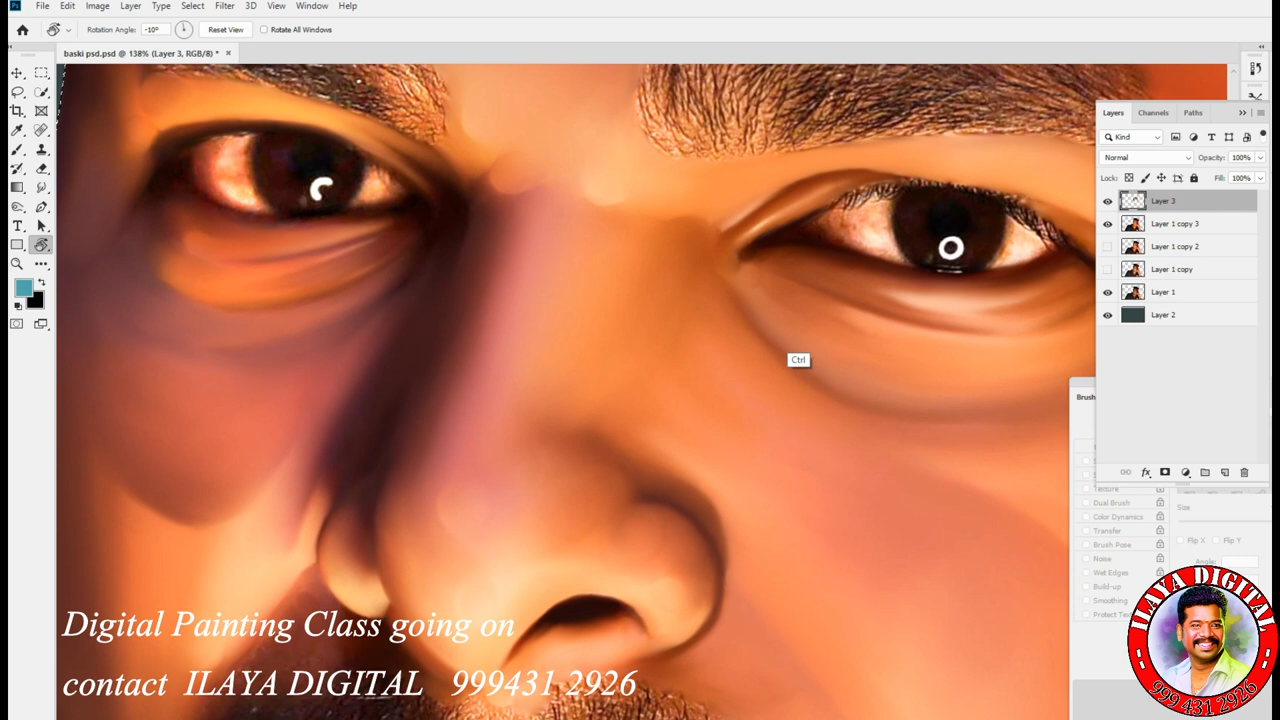 File Edit Image Layer Type Select Filter 3D View Window Help
Rotation Angle: -10° Reset View Rotate All Windows
baski psd.psd @ 138% (Layer 3, RGB/8) * ×
Layers Channels Paths
Kind
Normal Opacity: 100%
Lock: Fill: 100%
Layer 3
Layer 1 copy 3
Layer 1 copy 2
Layer 1 copy
Layer 1
Layer 2
Ctrl
Brush
Texture
Dual Brush
Color Dynamics
Transfer
Brush Pose
Noise
Wet Edges
Build-up
Smoothing
Protect Tex
Size
Flip X Flip Y
Angle:
Digital Painting Class going on
contact ILAYA DIGITAL 999431 2926
ILAYA DIGITAL
999 431 2926